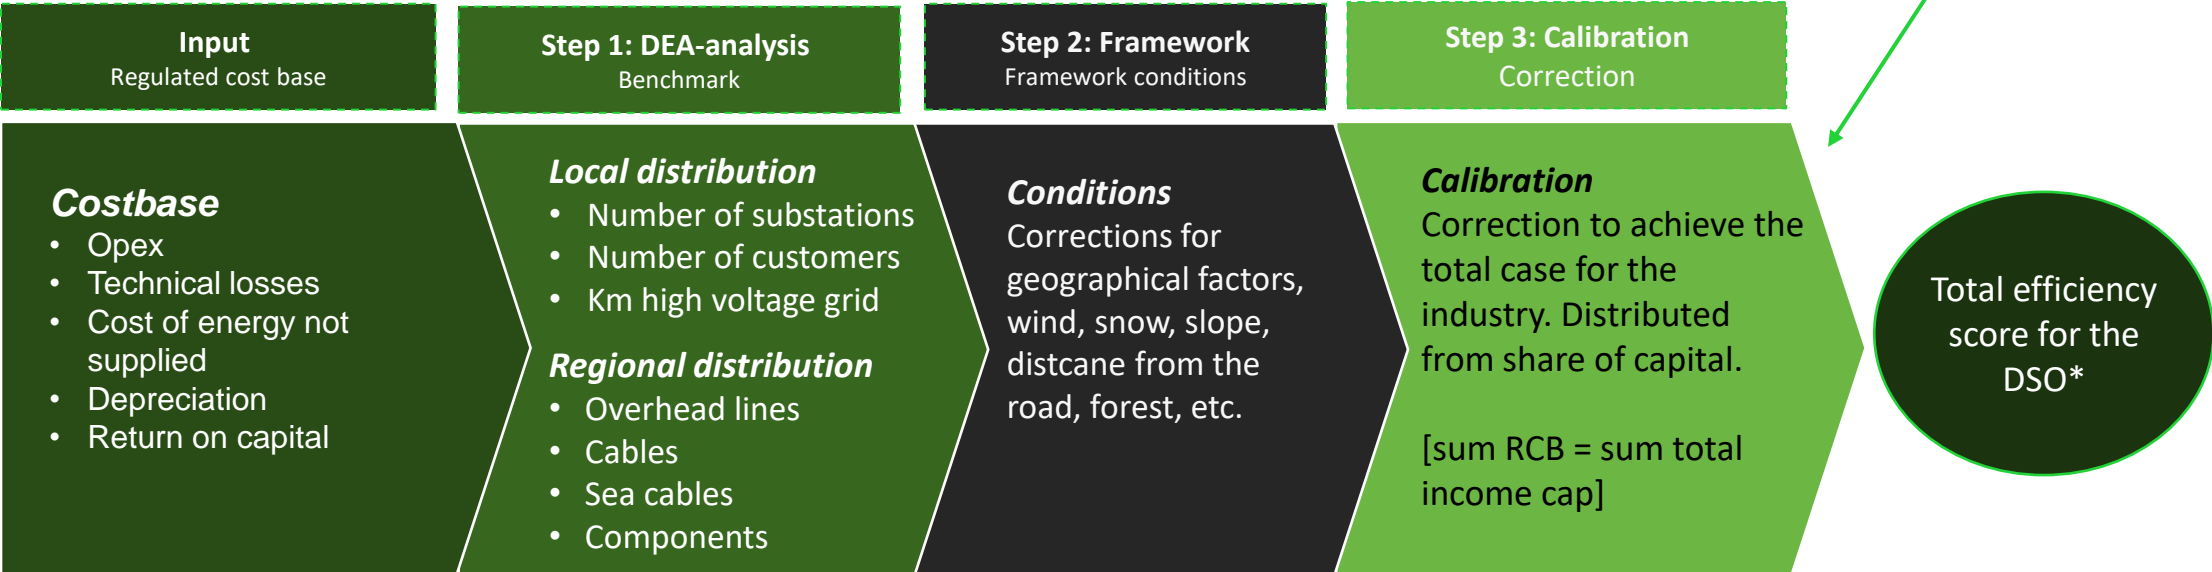 Input
Regulated cost base
Step 1: DEA-analysis
Benchmark
Step 2: Framework
Framework conditions
Step 3: Calibration
Correction
Costbase
• Opex
• Technical losses
• Cost of energy not
supplied
• Depreciation
• Return on capital
Local distribution
• Number of substations
• Number of customers
• Km high voltage grid
Regional distribution
• Overhead lines
• Cables
• Sea cables
• Components
Conditions
Corrections for
geographical factors,
wind, snow, slope,
distcane from the
road, forest, etc.
Calibration
Correction to achieve the
total case for the
industry. Distributed
from share of capital.
[sum RCB = sum total
income cap]
Total efficiency
score for the
DSO*